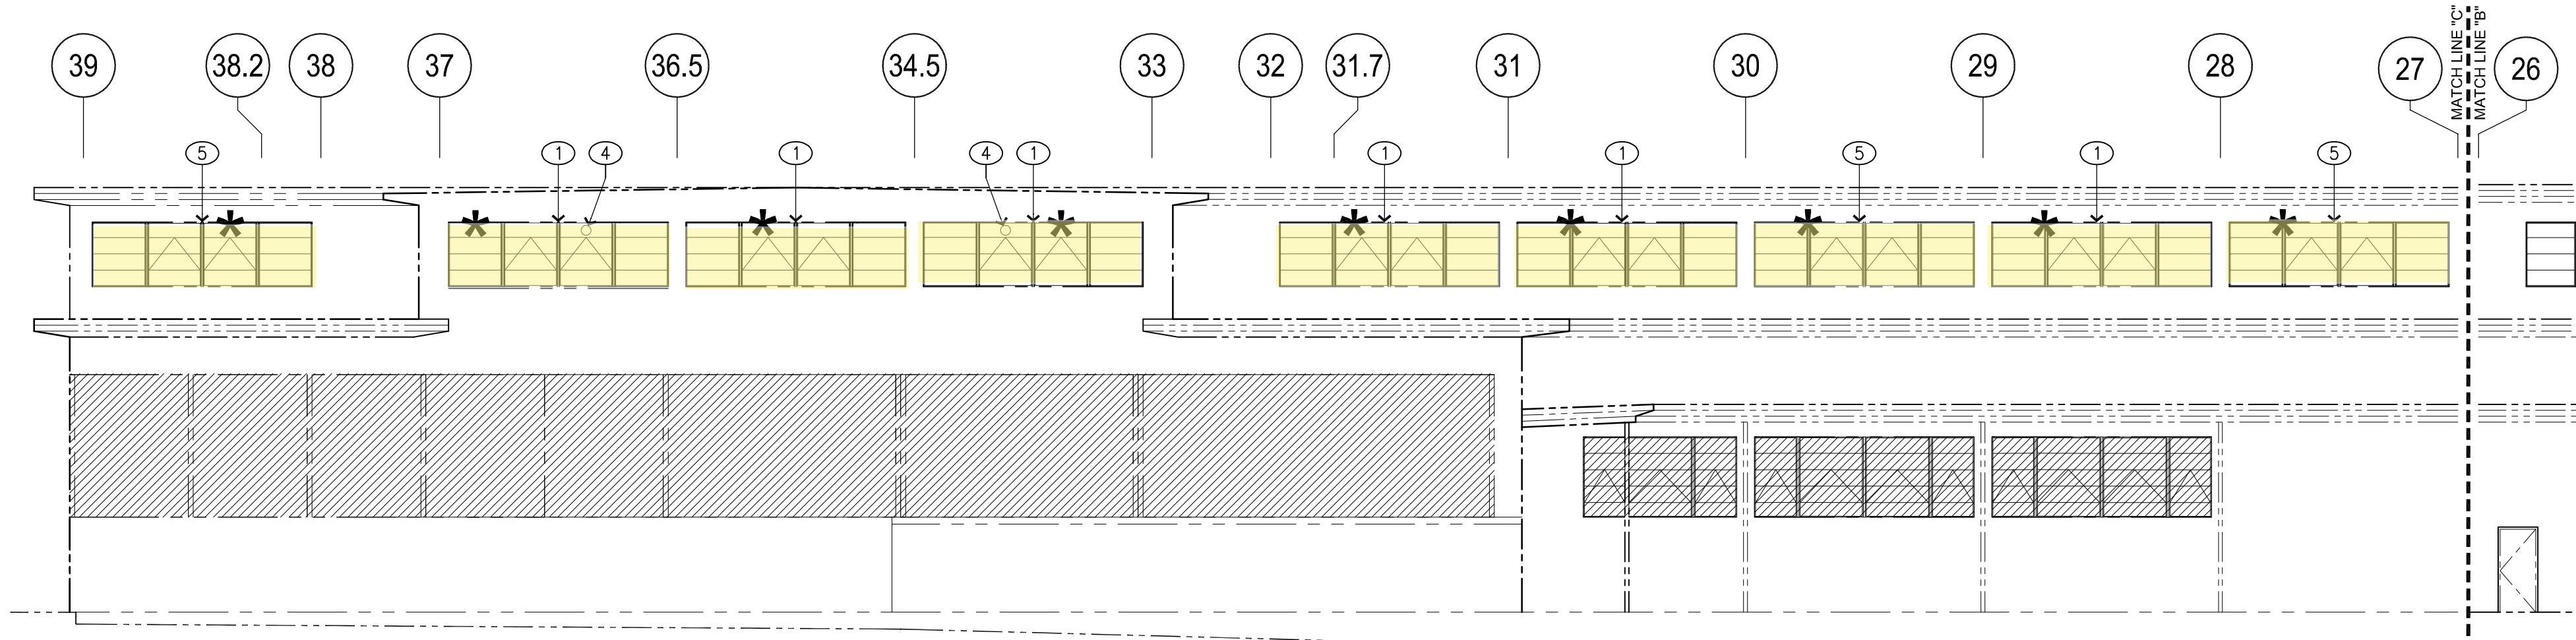 39 38.2 38 37 36.5 34.5 33 32 31.7 31 30 29 28 27 26
MATCH LINE "C"
MATCH LINE "B"
5 1 4 1 4 1 1 1 5 1 5
* * * * * * * * *